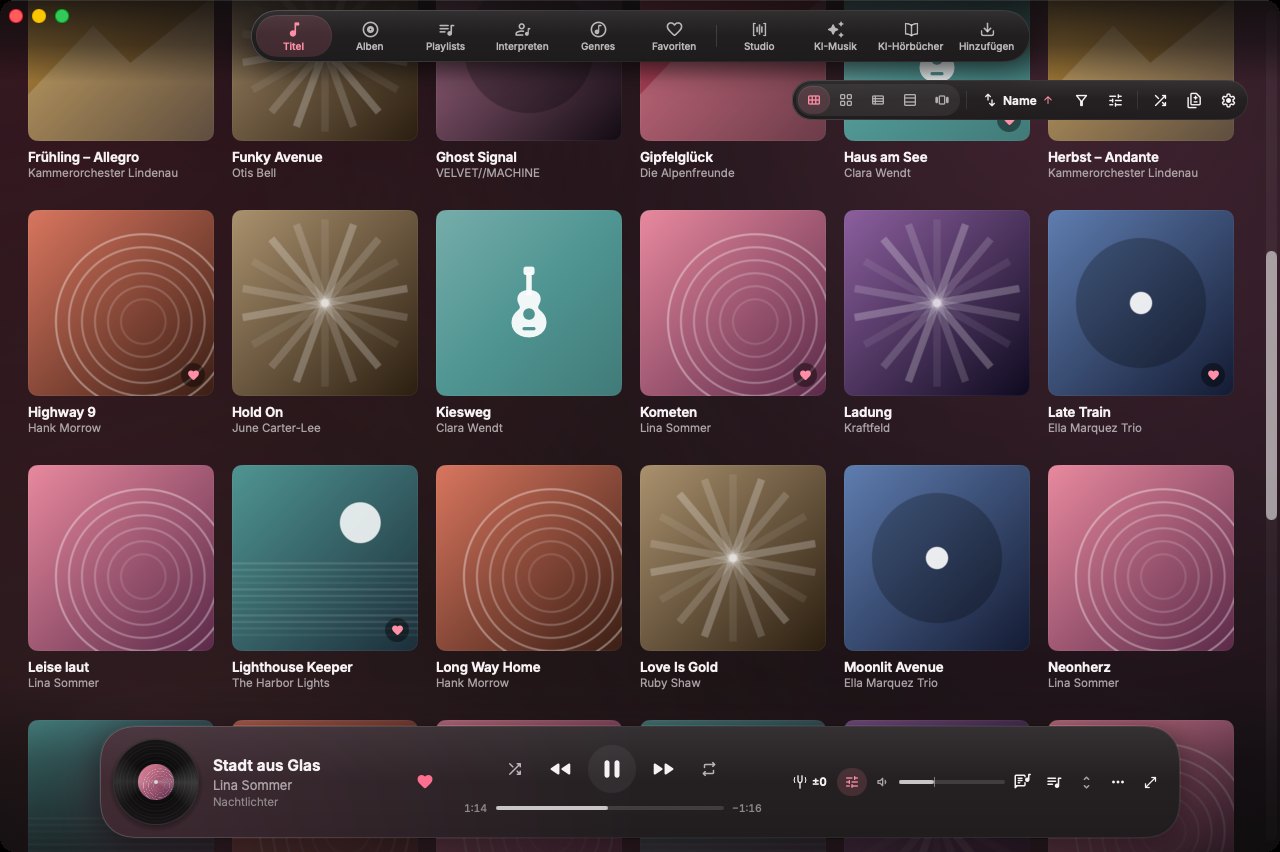 Titel
Alben
Playlists
Interpreten
Genres
Favoriten
Studio
KI-Musik
KI-Hörbücher
Hinzufügen
Name
Frühling – Allegro
Kammerorchester Lindenau
Funky Avenue
Otis Bell
Ghost Signal
VELVET//MACHINE
Gipfelglück
Die Alpenfreunde
Haus am See
Clara Wendt
Herbst – Andante
Kammerorchester Lindenau
Highway 9
Hank Morrow
Hold On
June Carter-Lee
Kiesweg
Clara Wendt
Kometen
Lina Sommer
Ladung
Kraftfeld
Late Train
Ella Marquez Trio
Leise laut
Lina Sommer
Lighthouse Keeper
The Harbor Lights
Long Way Home
Hank Morrow
Love Is Gold
Ruby Shaw
Moonlit Avenue
Ella Marquez Trio
Neonherz
Lina Sommer
Stadt aus Glas
Lina Sommer
Nachtlichter
1:14
−1:16
±0